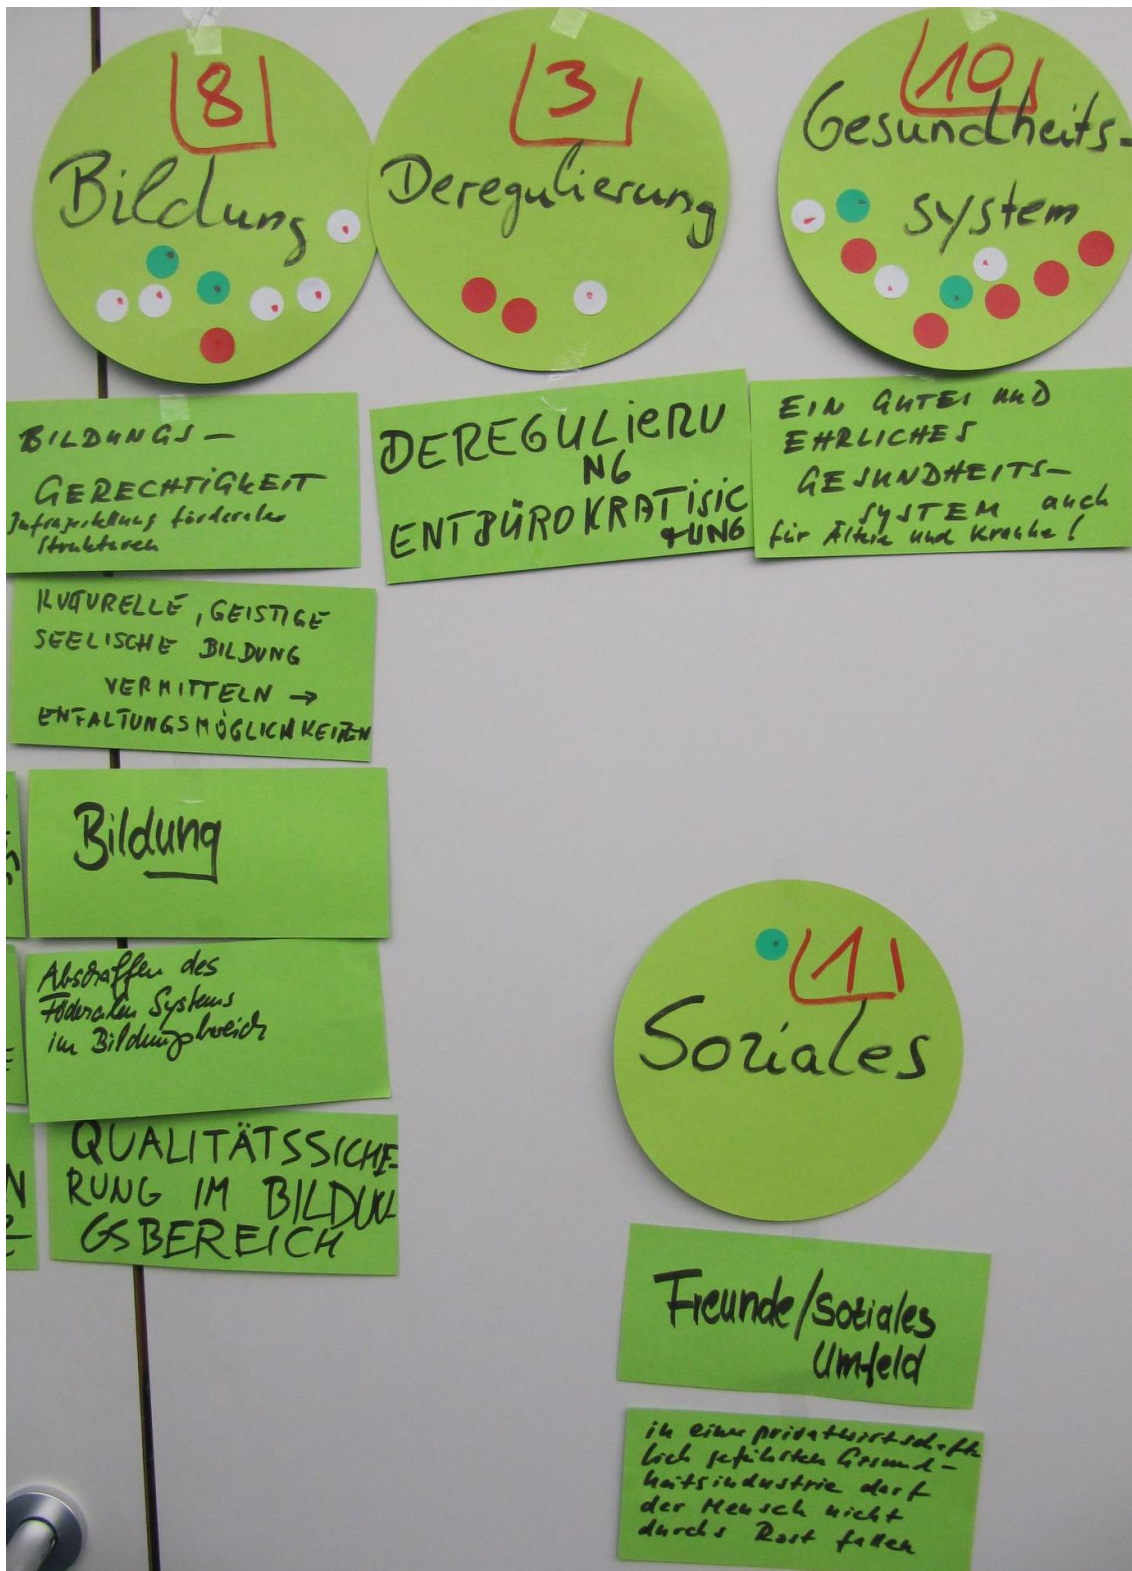 8
Bildung
3
Deregulierung
10
Gesundheits-
system
BILDUNGS –
GERECHTIGKEIT
Infragestellung förderaler
Strukturen
KUTURELLE, GEISTIGE
SEELISCHE BILDUNG
VERMITTELN →
ENFALTUNGSMÖGLICHKEITEN
Bildung
Abschaffen des
Föderalen Systems
im Bildungsbereich
QUALITÄTSSICHE-
RUNG IM BILDUN
GSBEREICH
DEREGULIERU
NG
ENTBÜROKRATISIE
RUNG
EIN GUTES UND
EHRLICHES
GESUNDHEITS-
SYSTEM auch
für Ältere und Kranke!
1
Soziales
Freunde/soziales
Umfeld
in einer privatwirtschaft
lich geführten Gesund-
heitsindustrie darf
der Mensch nicht
durchs Rost fallen